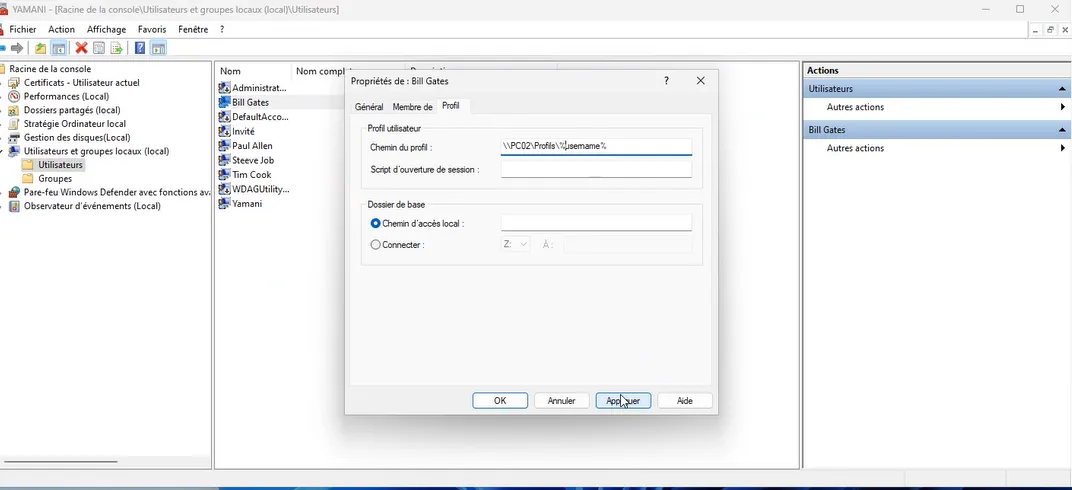 YAMANI - [Racine de la console\Utilisateurs et groupes locaux (local)\Utilisateurs]
Fichier Action Affichage Favoris Fenêtre ?
Racine de la console
Certificats - Utilisateur actuel
Performances (Local)
Dossiers partagés (local)
Stratégie Ordinateur local
Gestion des disques(Local)
Utilisateurs et groupes locaux (local)
Utilisateurs
Groupes
Pare-feu Windows Defender avec fonctions av
Observateur d'événements (Local)
Nom Nom comple
Administrat...
Bill Gates
DefaultAcco...
Invité
Paul Allen
Steeve Job
Tim Cook
WDAGUtility...
Yamani
Propriétés de : Bill Gates
?
Général Membre de Profil
Profil utilisateur
Chemin du profil : \\PC02\Profils\%username%
Script d'ouverture de session :
Dossier de base
Chemin d'accès local :
Connecter : Z: À :
OK Annuler Appliquer Aide
Actions
Utilisateurs
Autres actions
Bill Gates
Autres actions